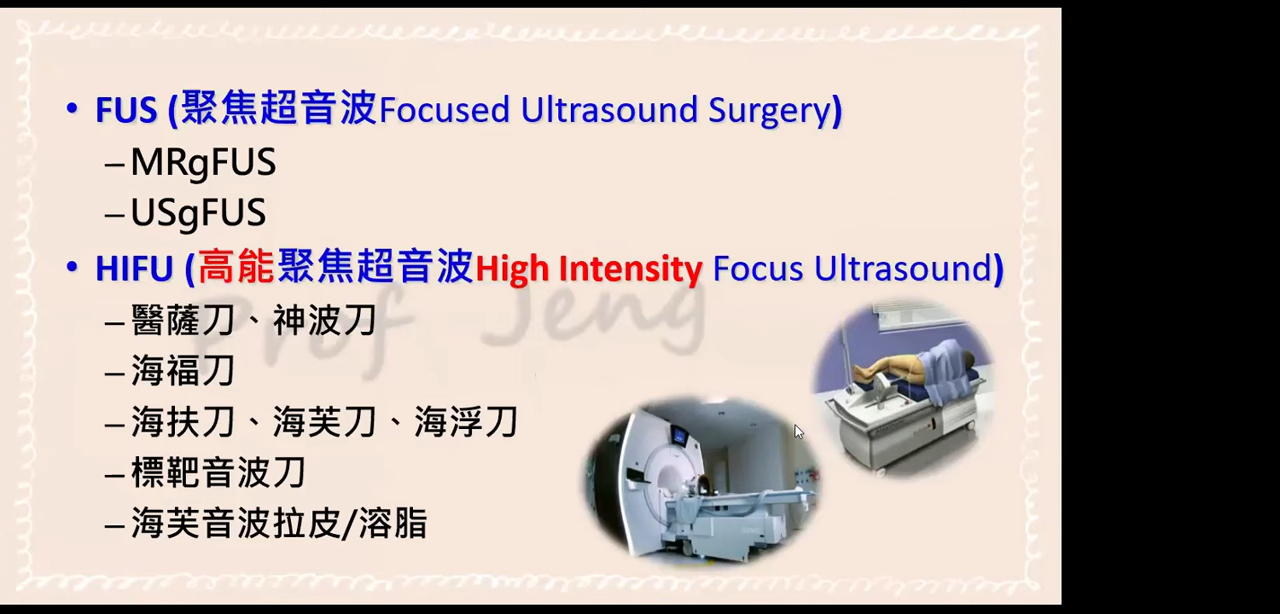 • FUS (聚焦超音波Focused Ultrasound Surgery)
–MRgFUS
–USgFUS
• HIFU (高能聚焦超音波High Intensity Focus Ultrasound)
–醫薩刀、神波刀
–海福刀
–海扶刀、海芙刀、海浮刀
–標靶音波刀
–海芙音波拉皮/溶脂
Prof Jeng